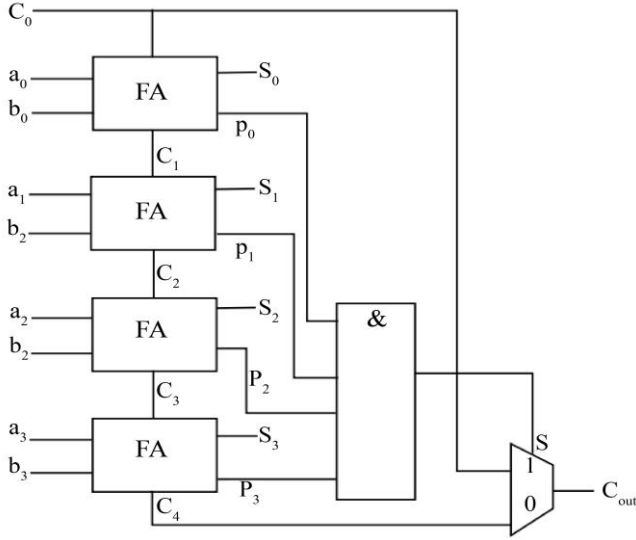 C0
a0
b0
FA
S0
p0
C1
a1
b2
FA
S1
p1
C2
a2
b2
FA
S2
P2
C3
a3
b3
FA
S3
P3
C4
&
S
1
0
Cout